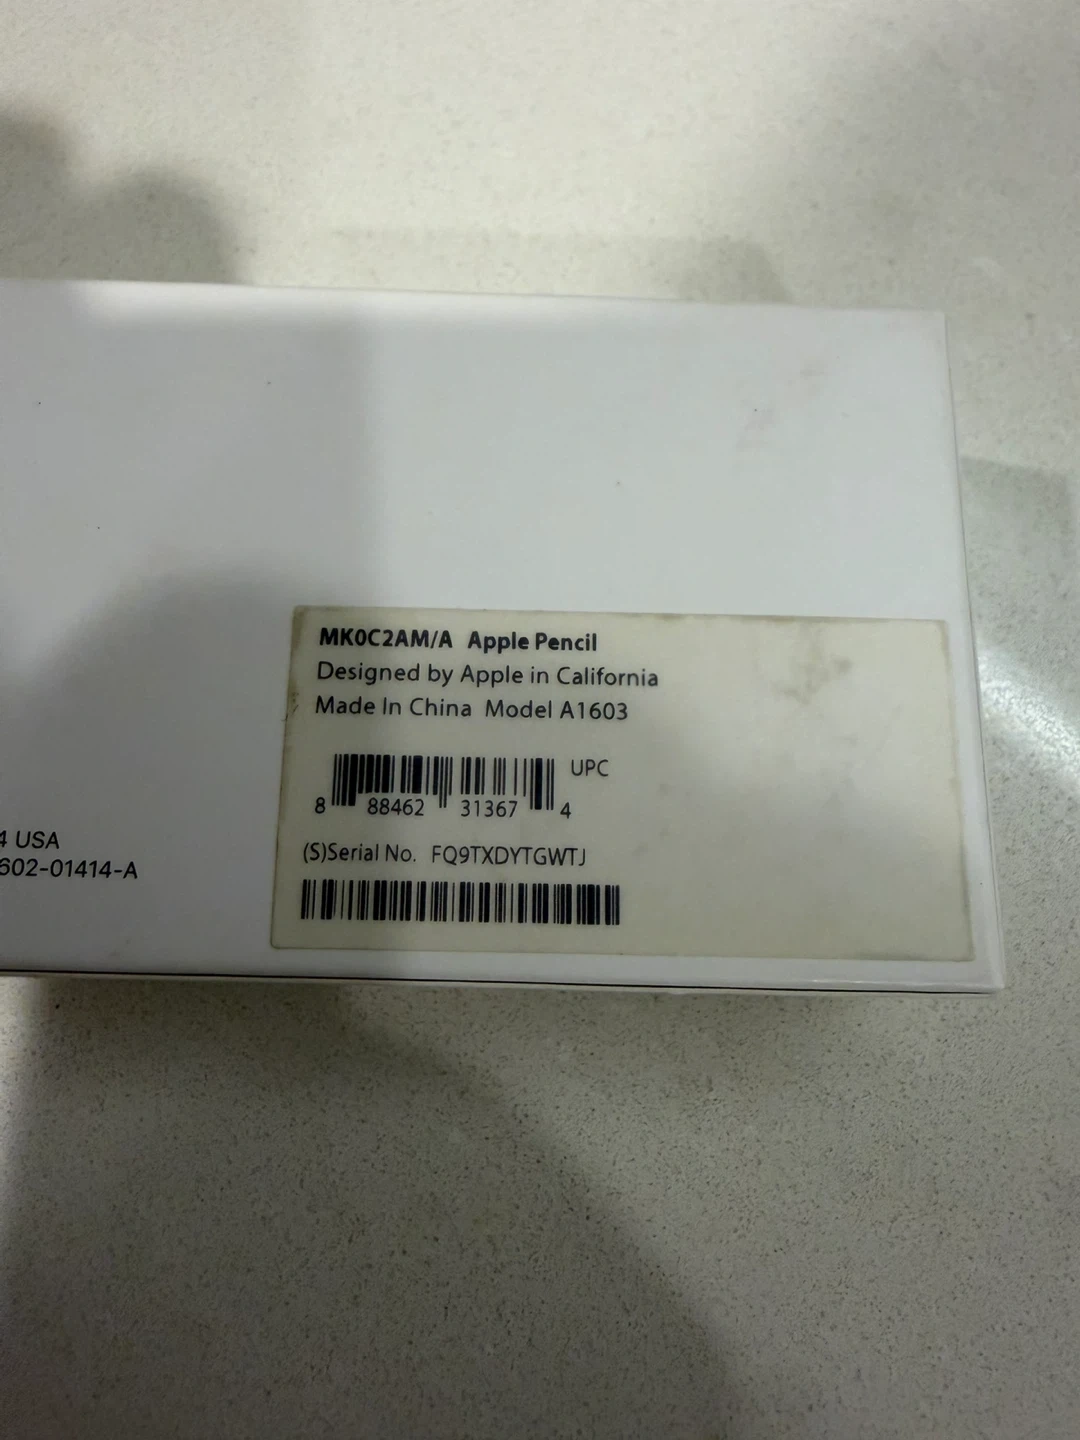 MK0C2AM/A Apple Pencil
Designed by Apple in California
Made In China Model A1603
UPC
8 88462 31367 4
(S)Serial No. FQ9TXDYTGWTJ
4 USA
602-01414-A